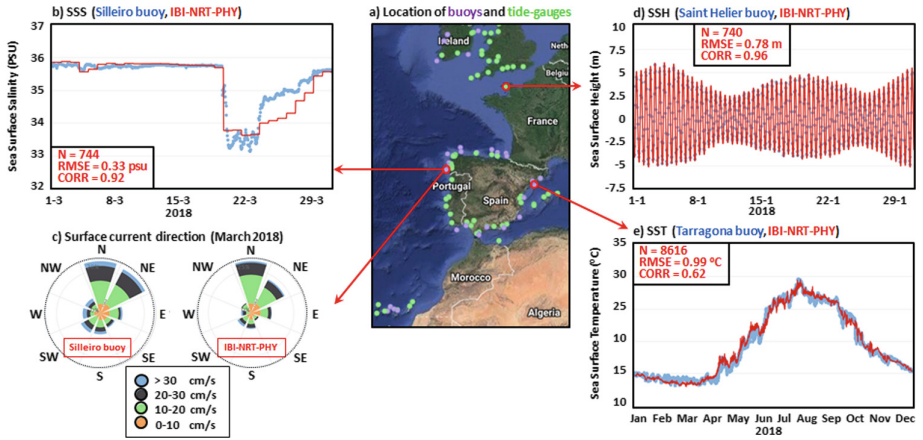 b) SSS (Silleiro buoy, IBI-NRT-PHY)
Sea Surface Salinity (PSU)
37
36
35
34
33
32
N = 744
RMSE = 0.33 psu
CORR = 0.92
1-3 8-3 15-3 22-3 29-3
2018
c) Surface current direction (March 2018)
N
NW NE
W E
SW SE
S
Silleiro buoy
N
NW NE
W E
SW SE
S
IBI-NRT-PHY
> 30 cm/s
20-30 cm/s
10-20 cm/s
0-10 cm/s
a) Location of buoys and tide-gauges
Ireland
Neth
Belgiu
France
Portugal
Spain
Morocco
Algeria
d) SSH (Saint Helier buoy, IBI-NRT-PHY)
Sea Surface Height (m)
10
7.5
5
2.5
0
-2.5
-5
-7.5
N = 740
RMSE = 0.78 m
CORR = 0.96
1-1 8-1 15-1 22-1 29-1
2018
e) SST (Tarragona buoy, IBI-NRT-PHY)
Sea Surface Temperature (ºC)
35
30
25
15
10
N = 8616
RMSE = 0.99 ºC
CORR = 0.62
Jan Feb Mar Apr May Jun Jul Aug Sep Oct Nov Dec
2018